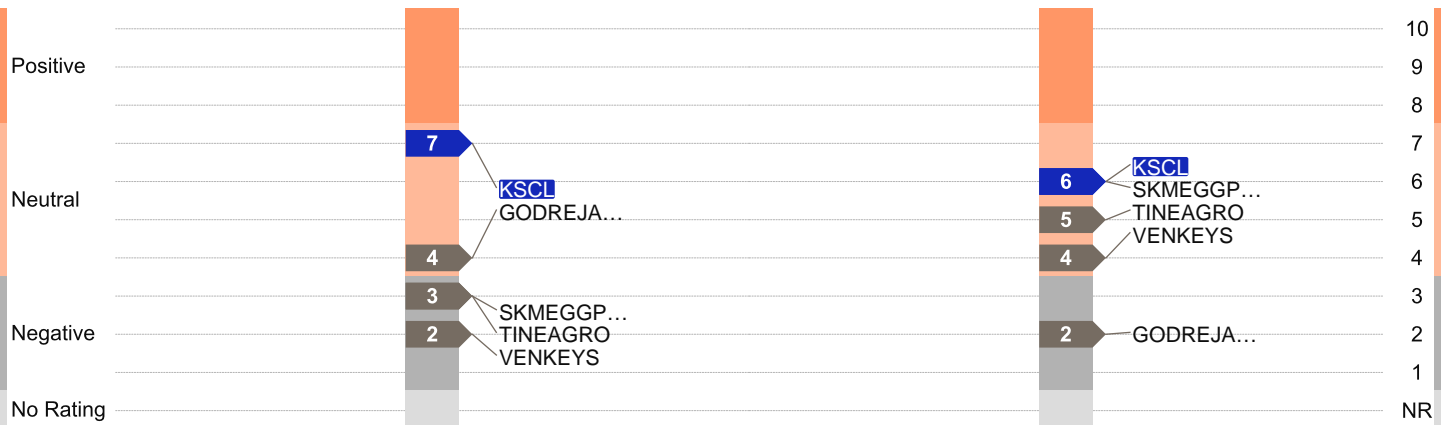 10
Positive
9
8
7
7
KSCL
KSCL
6
6
SKMEGGP...
Neutral
GODREJA...
5
TINEAGRO
5
VENKEYS
4
4
4
3
3
SKMEGGP...
Negative
2
TINEAGRO
2
GODREJA...
2
VENKEYS
1
No Rating
NR